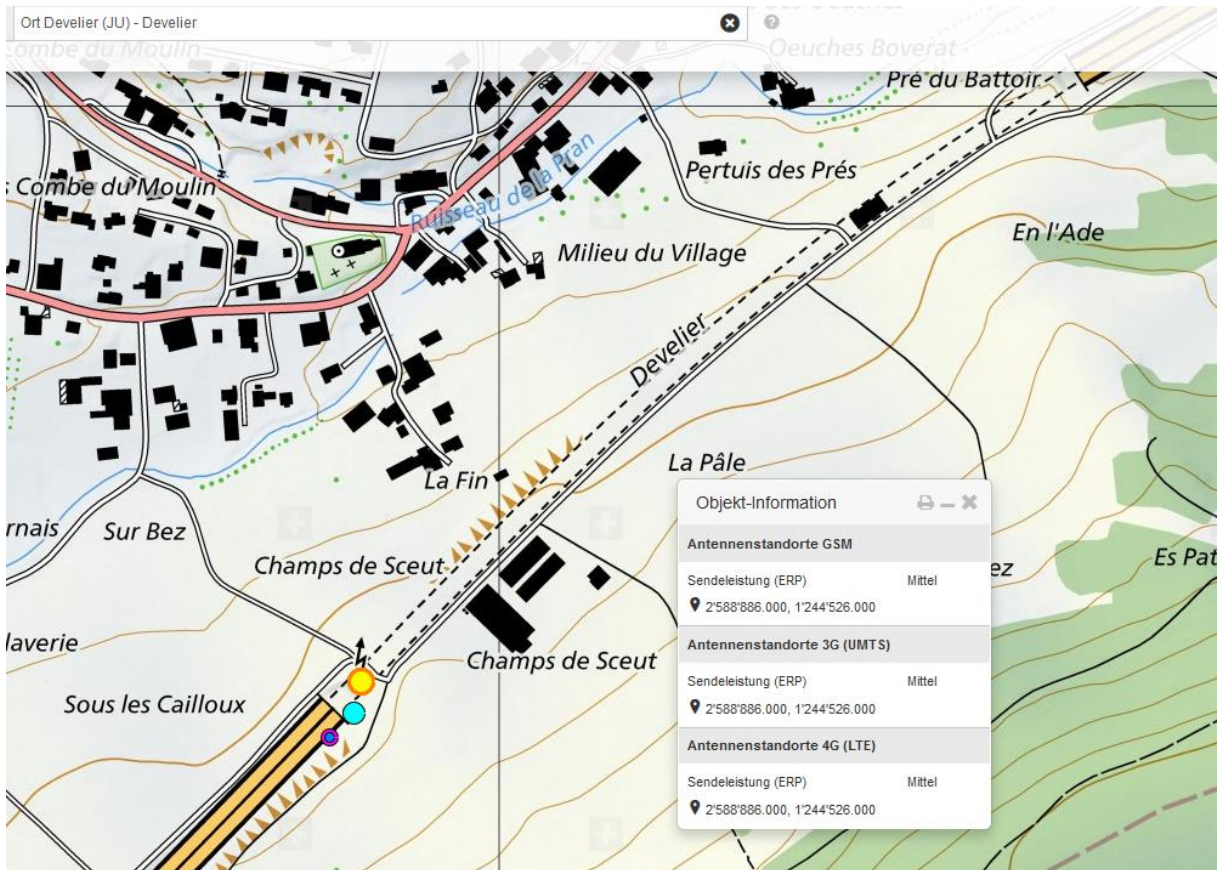 Ort Develier (JU) - Develier
Combe du Moulin
Oeuches Boverat
Pré du Battoir
Ruisseau de la Pran
Pertuis des Prés
s Combe du Moulin
En l'Ade
Milieu du Village
Develier
La Pâle
La Fin
Objekt-Information
Antennenstandorte GSM
Sendeleistung (ERP) Mittel
2'588'886.000, 1'244'526.000
Antennenstandorte 3G (UMTS)
Sendeleistung (ERP) Mittel
2'588'886.000, 1'244'526.000
Antennenstandorte 4G (LTE)
Sendeleistung (ERP) Mittel
2'588'886.000, 1'244'526.000
rnais
Sur Bez
Champs de Sceut
ez
Es Pat
laverie
Champs de Sceut
Sous les Cailloux